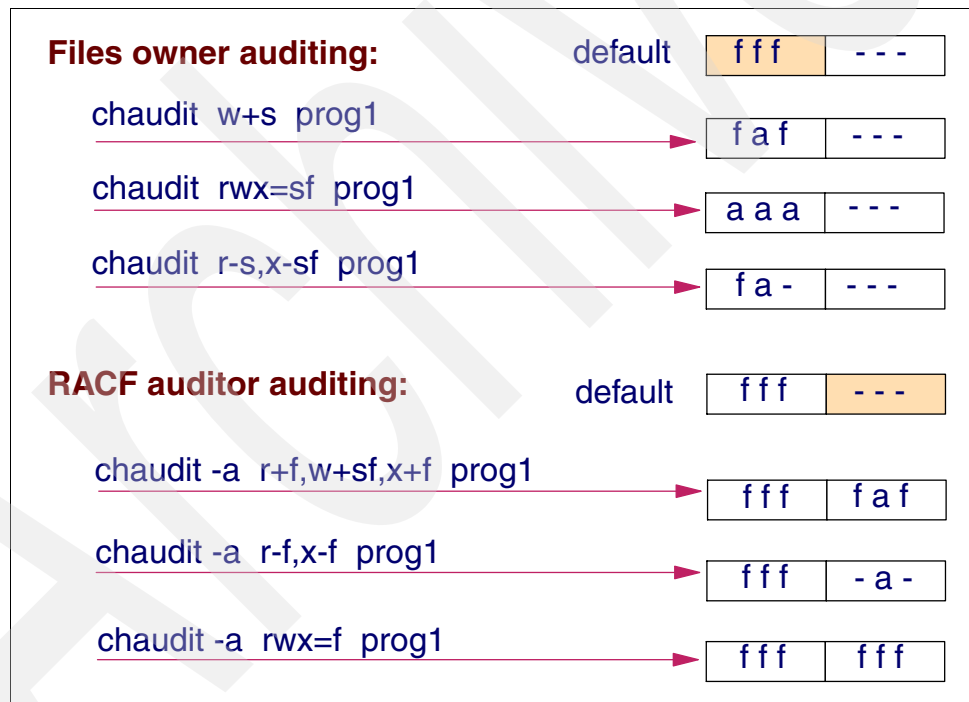 Files owner auditing: default f f f - - -
chaudit w+s prog1 f a f - - -
chaudit rwx=sf prog1 a a a - - -
chaudit r-s,x-sf prog1 f a - - - -
RACF auditor auditing: default f f f - - -
chaudit -a r+f,w+sf,x+f prog1 f f f f a f
chaudit -a r-f,x-f prog1 f f f - a -
chaudit -a rwx=f prog1 f f f f f f